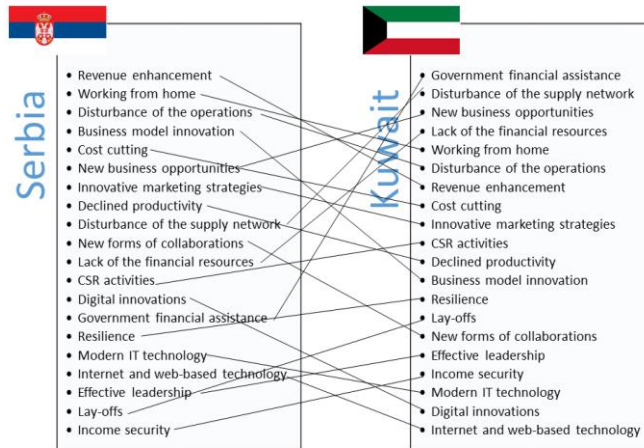 Serbia
• Revenue enhancement
• Working from home
• Disturbance of the operations
• Business model innovation
• Cost cutting
• New business opportunities
• Innovative marketing strategies
• Declined productivity
• Disturbance of the supply network
• New forms of collaborations
• Lack of the financial resources
• CSR activities
• Digital innovations
• Government financial assistance
• Resilience
• Modern IT technology
• Internet and web-based technology
• Effective leadership
• Lay-offs
• Income security
Kuwait
• Government financial assistance
• Disturbance of the supply network
• New business opportunities
• Lack of the financial resources
• Working from home
• Disturbance of the operations
• Revenue enhancement
• Cost cutting
• Innovative marketing strategies
• CSR activities
• Declined productivity
• Business model innovation
• Resilience
• Lay-offs
• New forms of collaborations
• Effective leadership
• Income security
• Modern IT technology
• Digital innovations
• Internet and web-based technology